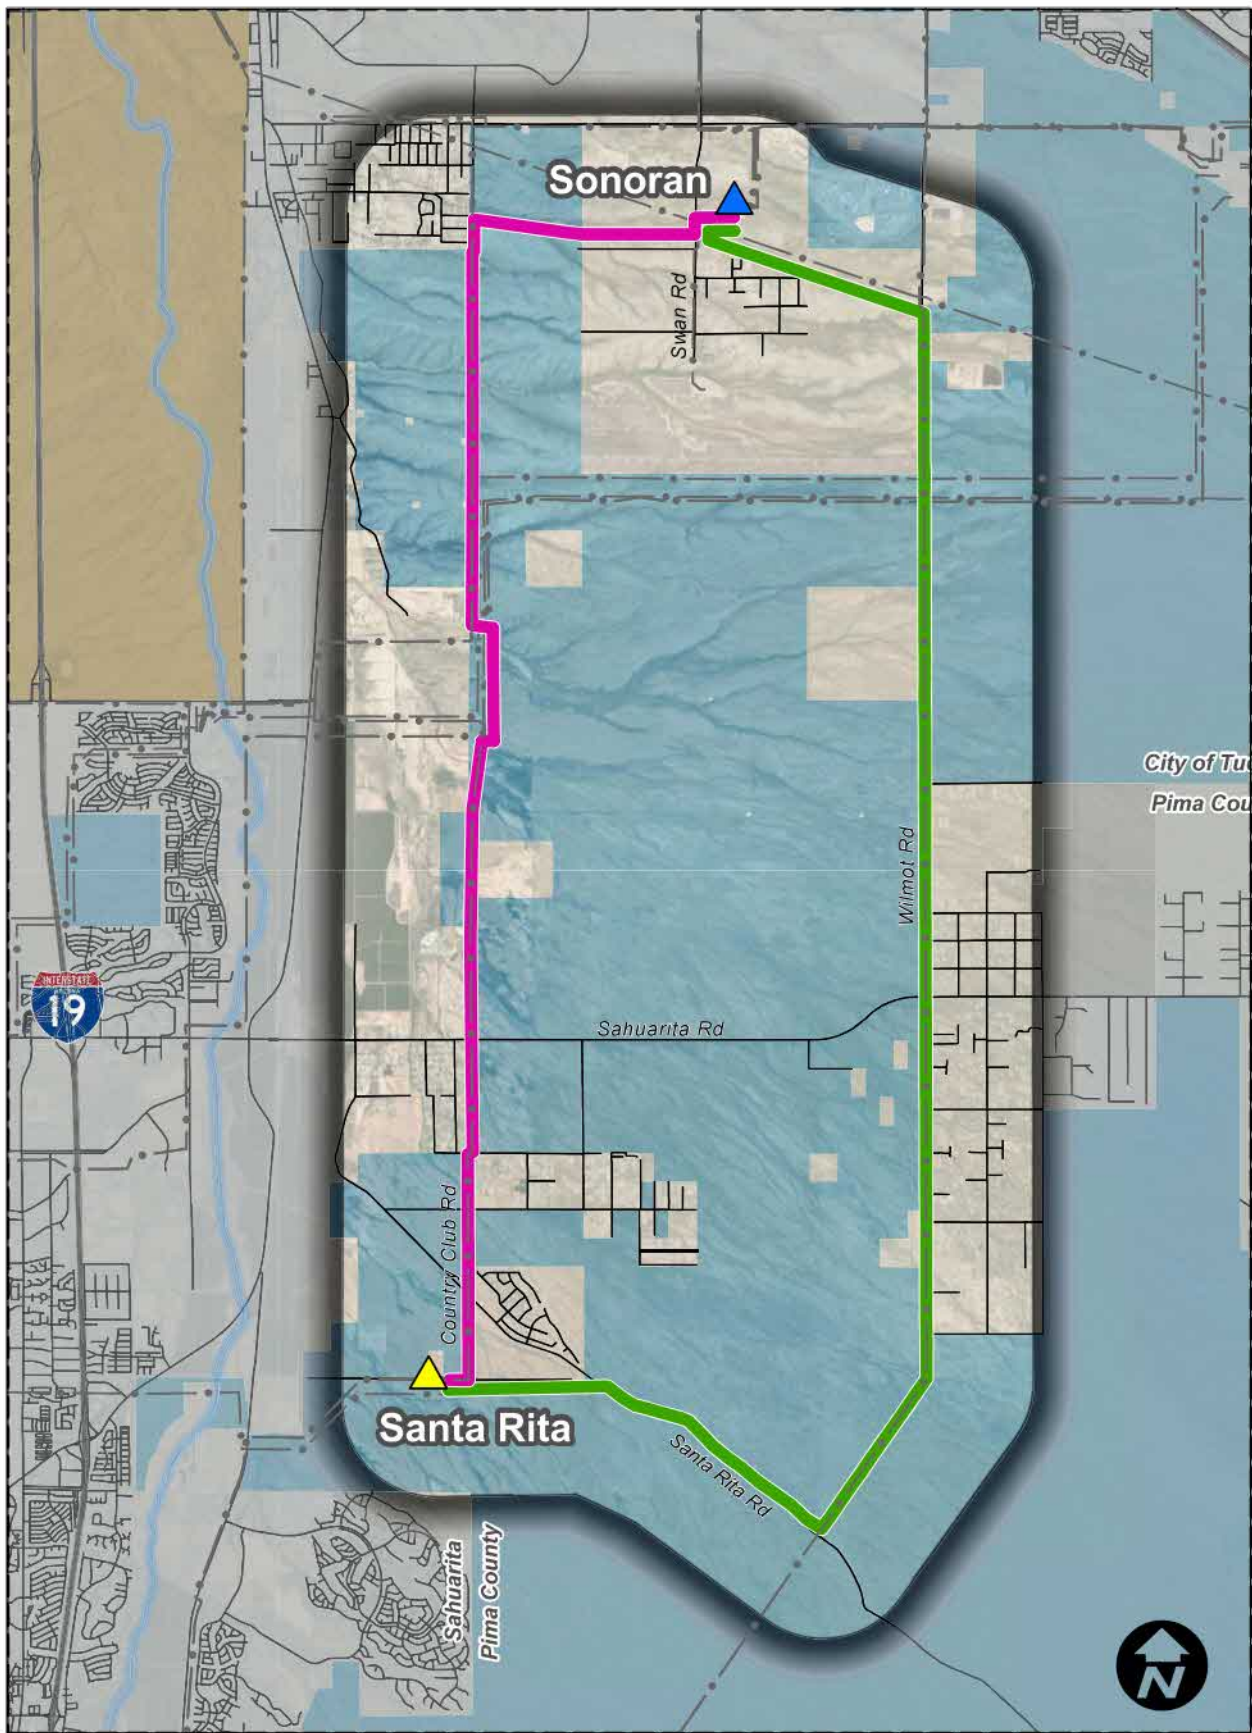 Sonoran
Swan Rd
City of Tuc
Pima Cou
Wilmot Rd
INTERSTATE
19
Sahuarita Rd
Country Club Rd
Santa Rita
Santa Rita Rd
Sahuarita
Pima County
N